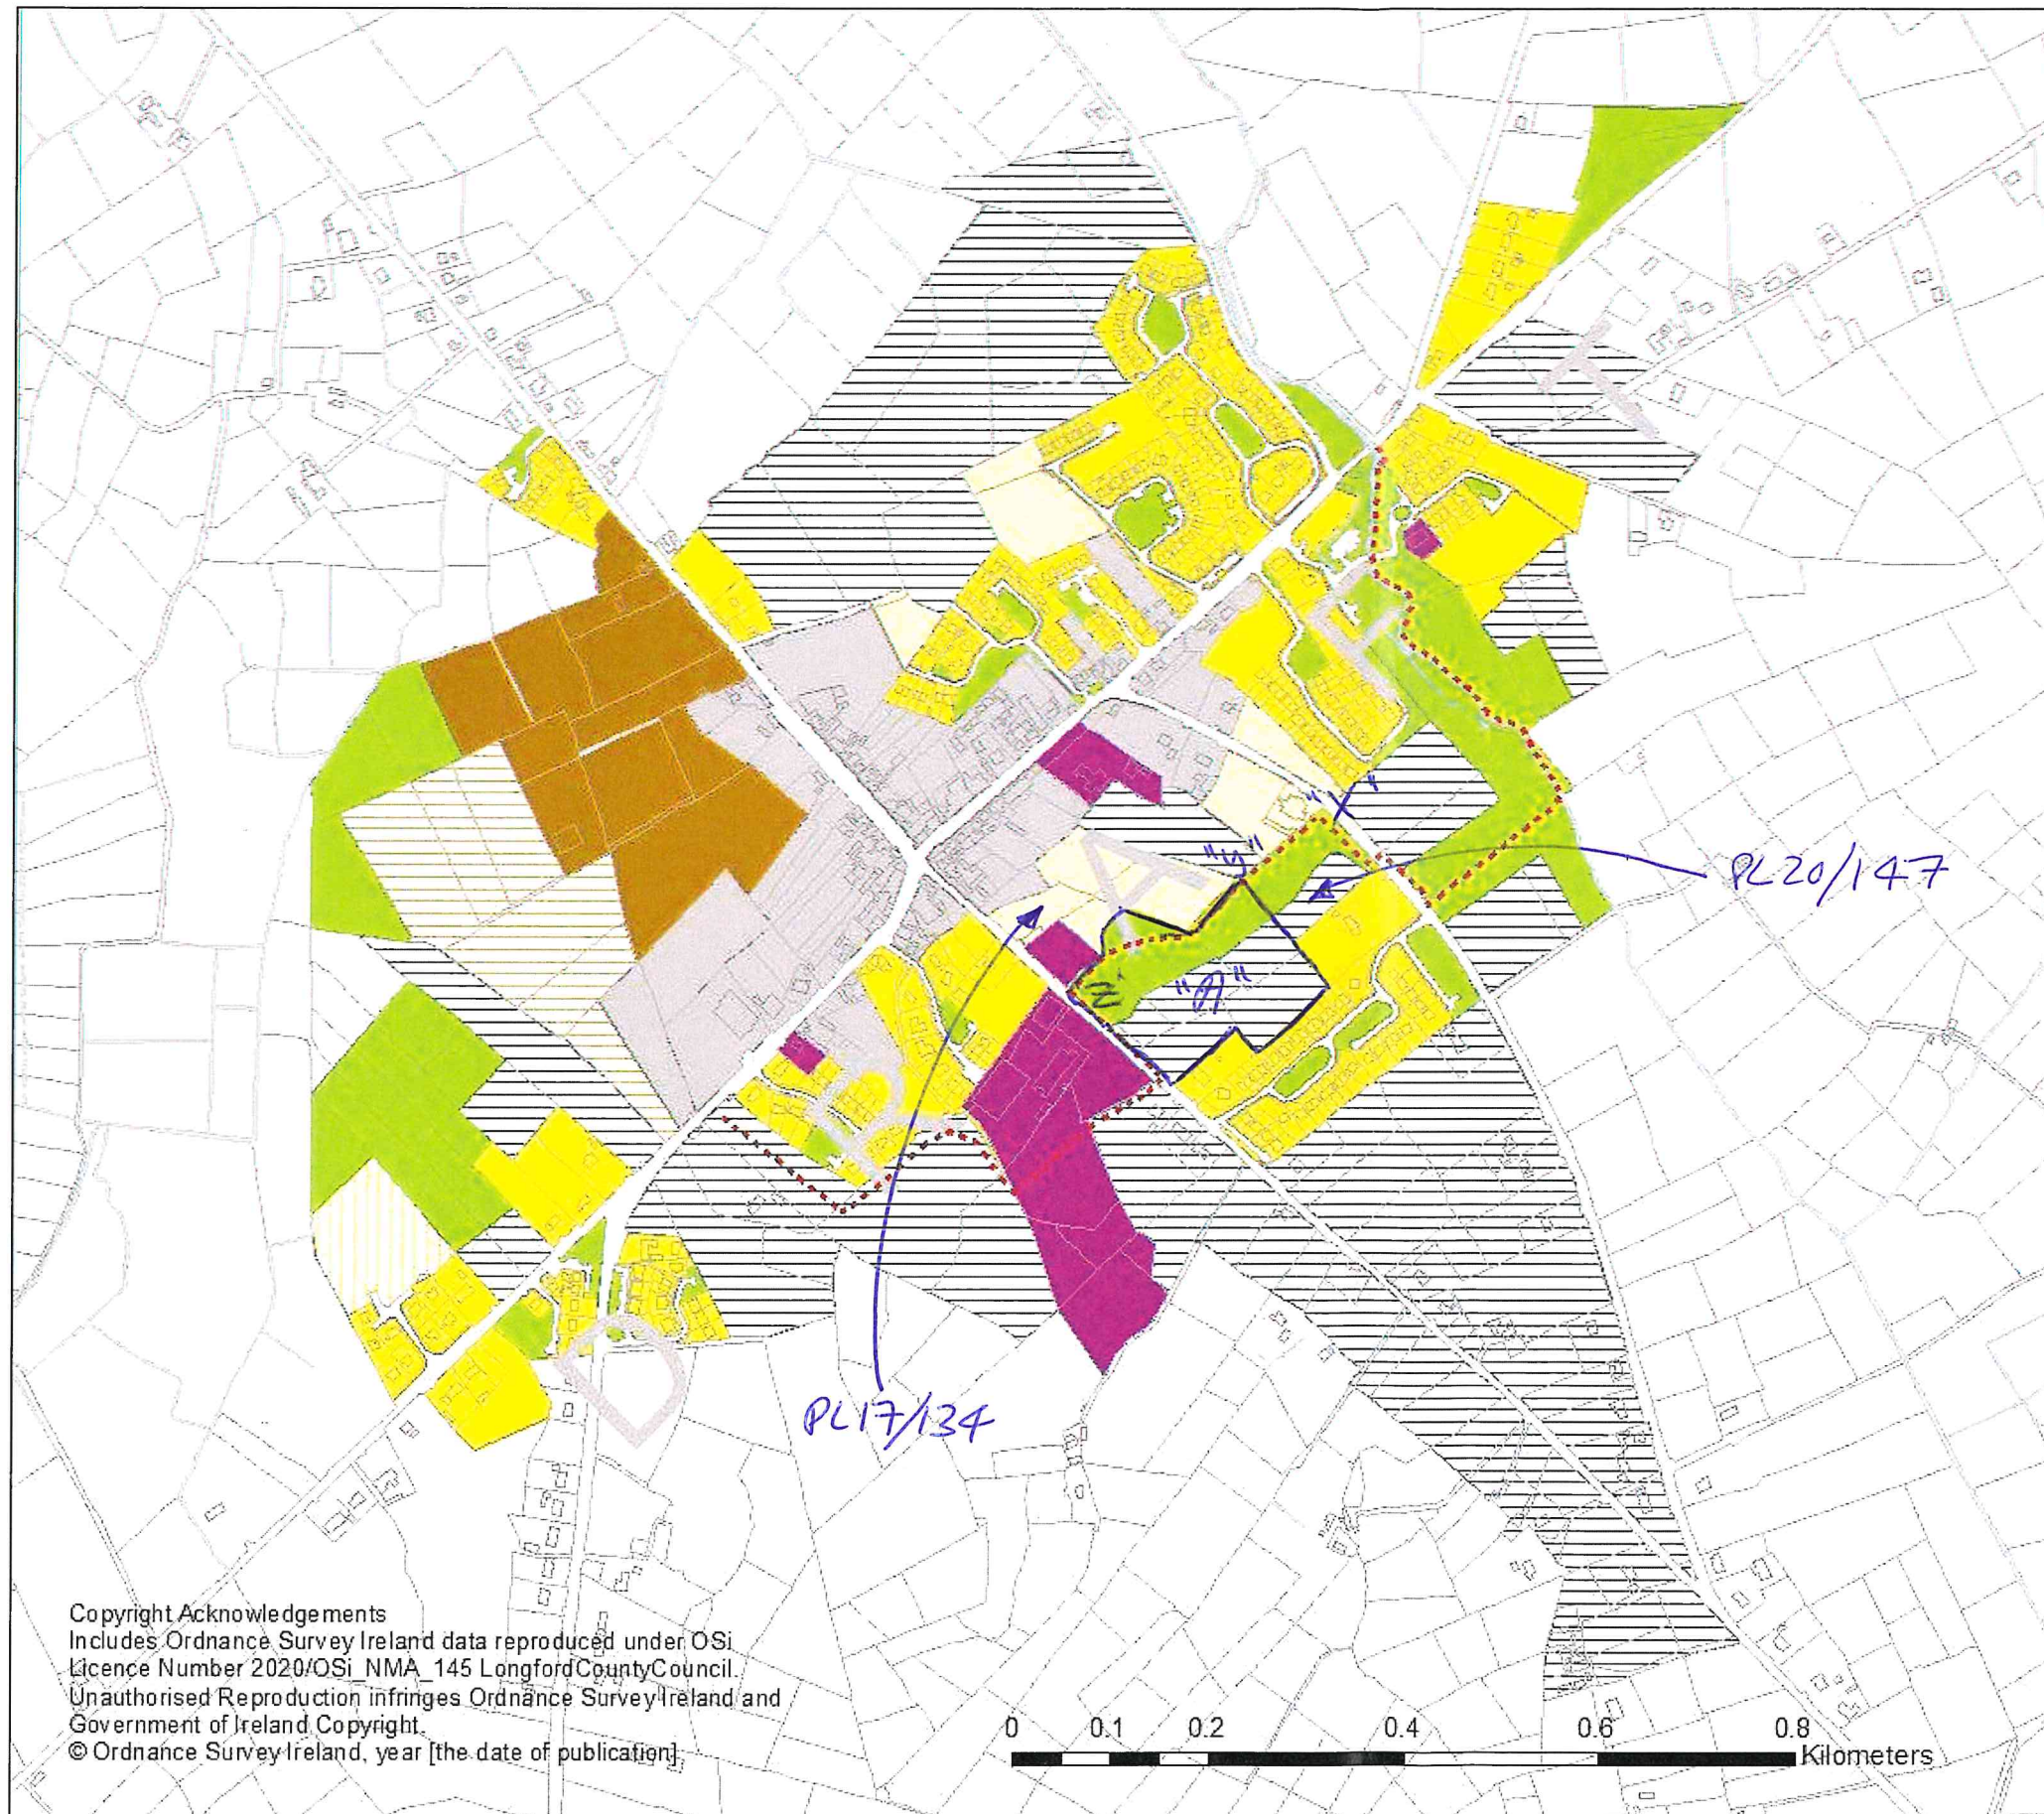 "X"
"y"
PL20/147
"A"
PL17/134
Copyright Acknowledgements
Includes Ordnance Survey Ireland data reproduced under OSi
Licence Number 2020/OSi_NMA_145 LongfordCountyCouncil.
Unauthorised Reproduction infringes Ordnance Survey Ireland and
Government of Ireland Copyright.
© Ordnance Survey Ireland, year [the date of publication]
0 0.1 0.2 0.4 0.6 0.8
Kilometers